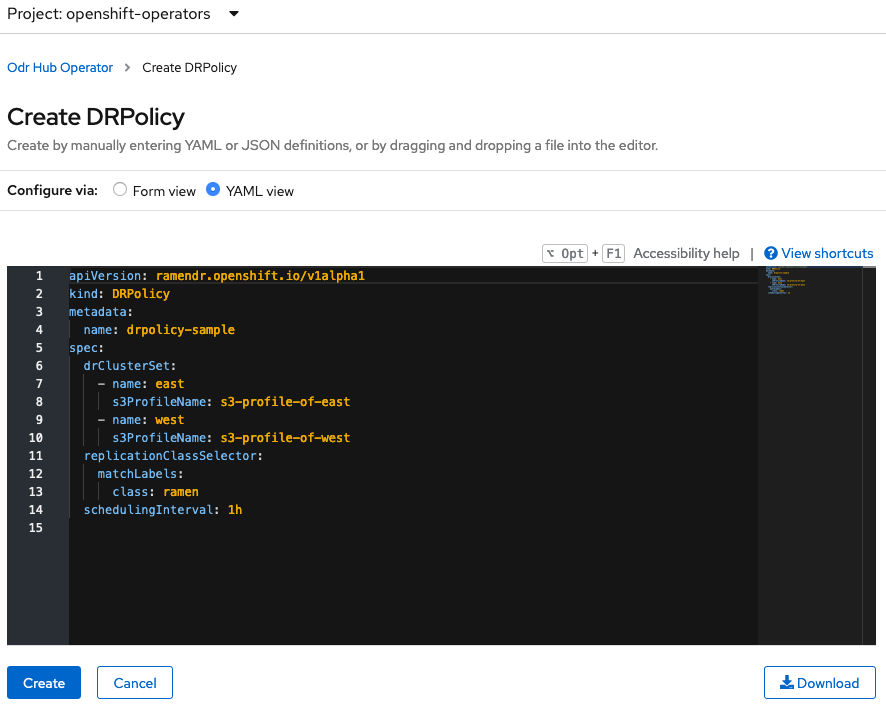 Project: openshift-operators
Odr Hub Operator > Create DRPolicy
Create DRPolicy
Create by manually entering YAML or JSON definitions, or by dragging and dropping a file into the editor.
Configure via: Form view YAML view
⌥ Opt + F1 Accessibility help | View shortcuts
1 apiVersion: ramendr.openshift.io/v1alpha1
2 kind: DRPolicy
3 metadata:
4   name: drpolicy-sample
5 spec:
6   drClusterSet:
7     - name: east
8       s3ProfileName: s3-profile-of-east
9     - name: west
10       s3ProfileName: s3-profile-of-west
11   replicationClassSelector:
12     matchLabels:
13       class: ramen
14   schedulingInterval: 1h
15
Create Cancel Download